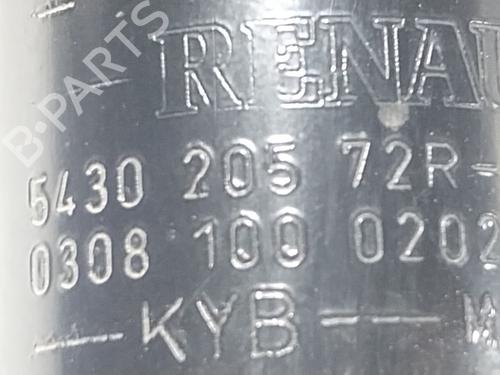 RENAU
5430 205 72R-
0308 100 0202
— KYB — M
B-PARTS